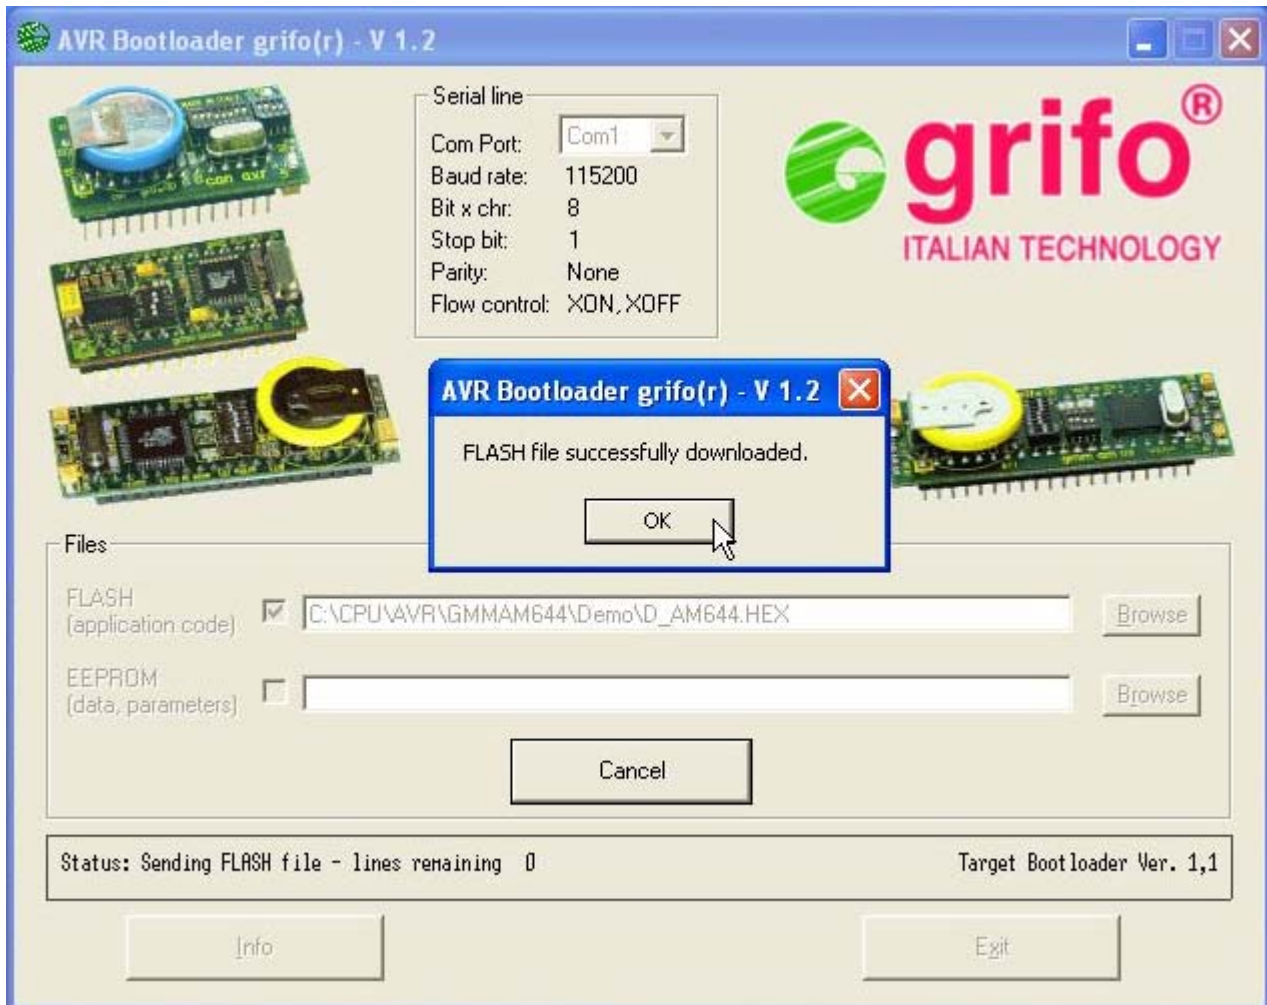 AVR Bootloader grifo(r) - V 1.2
Serial line
Com Port: Com1
Baud rate: 115200
Bit x chr: 8
Stop bit: 1
Parity: None
Flow control: XON, XOFF
grifo®
ITALIAN TECHNOLOGY
can avr
AVR Bootloader grifo(r) - V 1.2
FLASH file successfully downloaded.
OK
Files
FLASH
(application code)
C:\CPU\AVR\GMMAM644\Demo\D_AM644.HEX
Browse
EEPROM
(data, parameters)
Browse
Cancel
Status: Sending FLASH file - lines remaining 0
Target Bootloader Ver. 1,1
Info
Exit